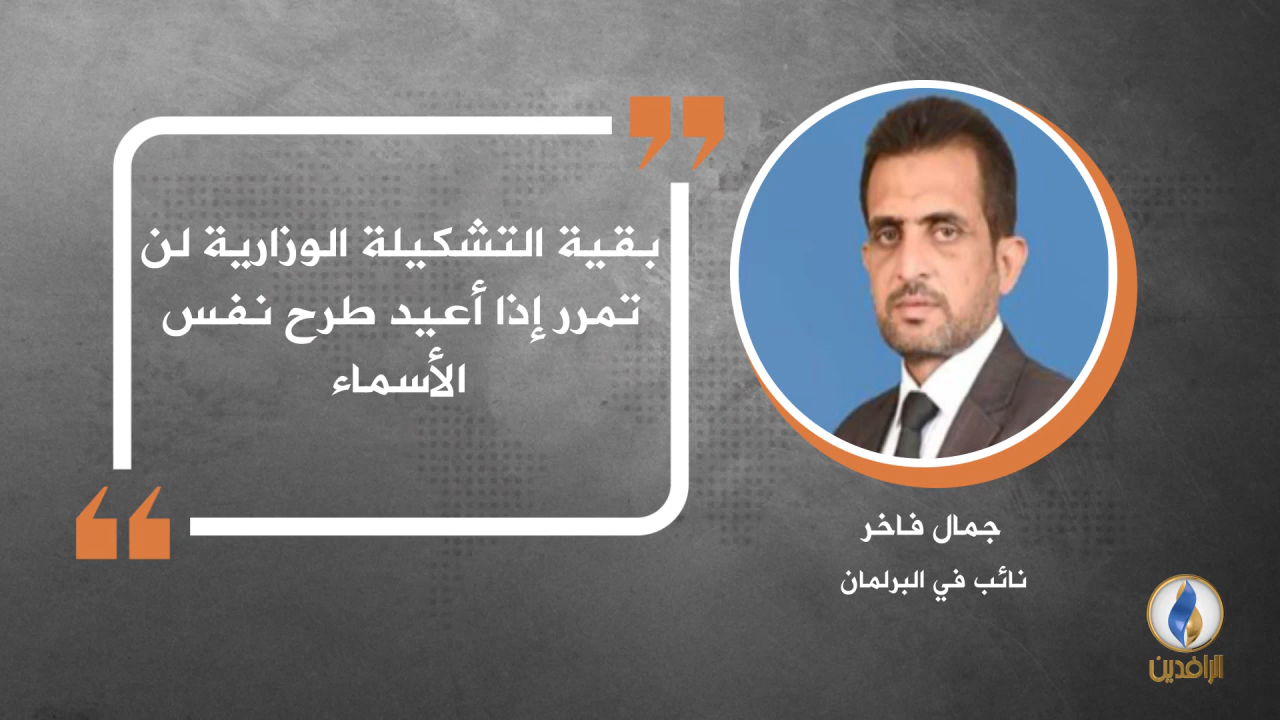 بقية التشكيلة الوزارية لن
تمرر إذا أعيد طرح نفس
الأسماء
جمال فاخر
نائب في البرلمان
الرافدين